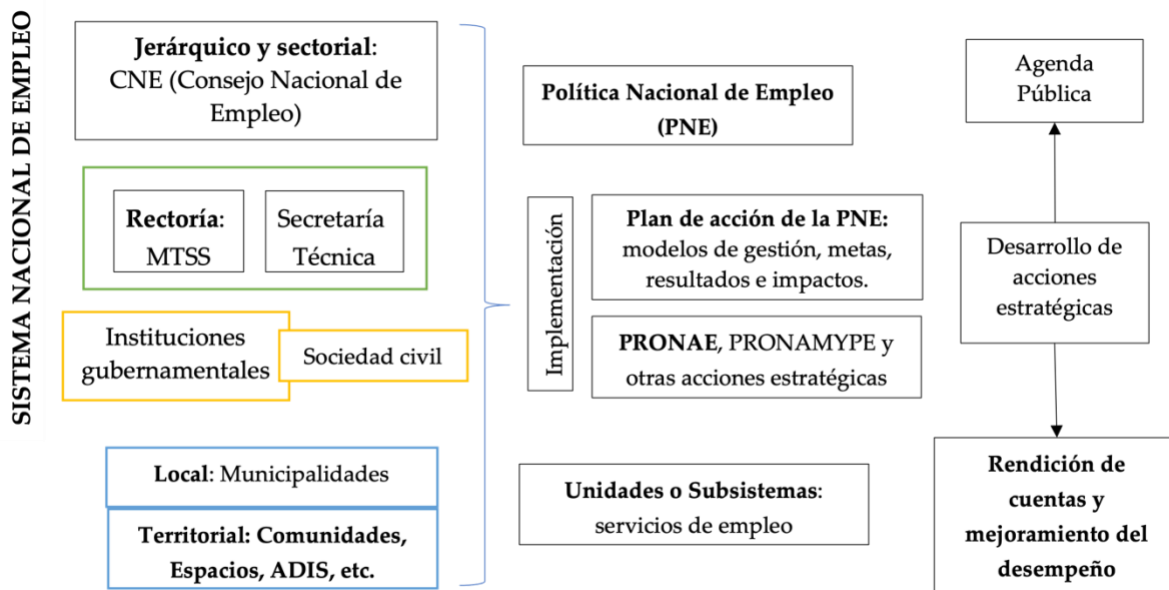 SISTEMA NACIONAL DE EMPLEO
Jerárquico y sectorial:
CNE (Consejo Nacional de
Empleo)
Rectoría:
MTSS
Secretaría
Técnica
Instituciones
gubernamentales
Sociedad civil
Local: Municipalidades
Territorial: Comunidades,
Espacios, ADIS, etc.
Política Nacional de Empleo
(PNE)
Implementación
Plan de acción de la PNE:
modelos de gestión, metas,
resultados e impactos.
PRONAE, PRONAMYPE y
otras acciones estratégicas
Unidades o Subsistemas:
servicios de empleo
Agenda
Pública
Desarrollo de
acciones
estratégicas
Rendición de
cuentas y
mejoramiento del
desempeño